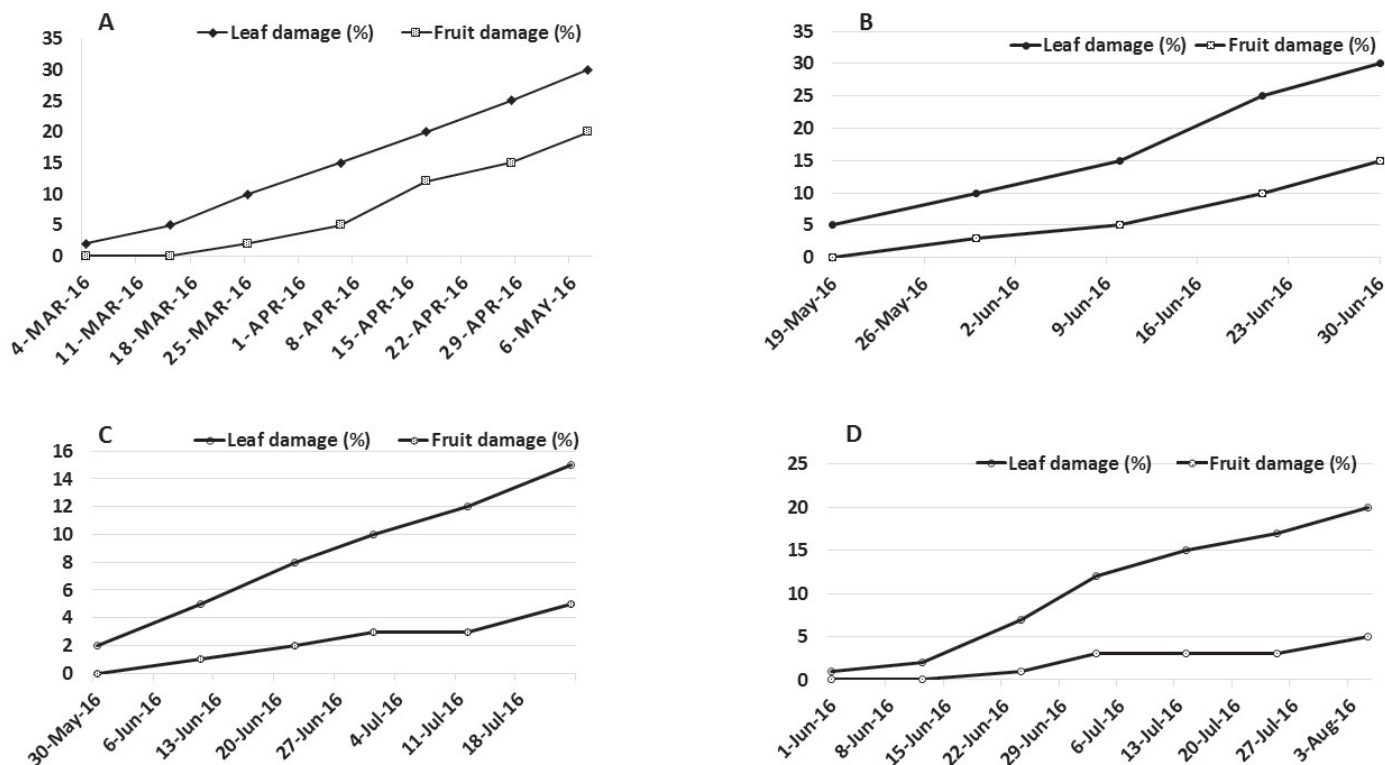 A
Leaf damage (%) Fruit damage (%)
35
30
25
20
15
10
5
0
4-MAR-16 11-MAR-16 18-MAR-16 25-MAR-16 1-APR-16 8-APR-16 15-APR-16 22-APR-16 29-APR-16 6-MAY-16
B
Leaf damage (%) Fruit damage (%)
35
30
25
20
15
10
5
0
19-May-16 26-May-16 2-Jun-16 9-Jun-16 16-Jun-16 23-Jun-16 30-Jun-16
C
Leaf damage (%) Fruit damage (%)
16
14
12
10
8
6
4
2
0
30-May-16 6-Jun-16 13-Jun-16 20-Jun-16 27-Jun-16 4-Jul-16 11-Jul-16 18-Jul-16
D
Leaf damage (%) Fruit damage (%)
25
20
15
10
5
0
1-Jun-16 8-Jun-16 15-Jun-16 22-Jun-16 29-Jun-16 6-Jul-16 13-Jul-16 20-Jul-16 27-Jul-16 3-Aug-16